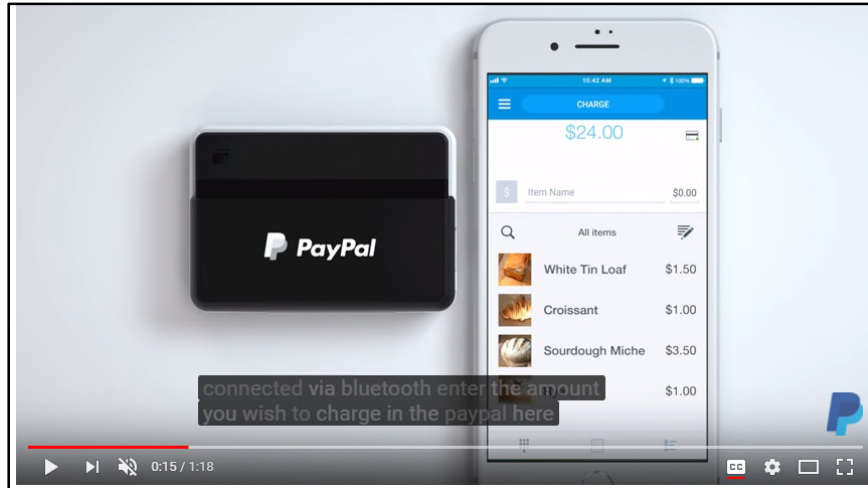 10:42 AM
100%
CHARGE
$24.00
$
Item Name
$0.00
All items
White Tin Loaf
$1.50
Croissant
$1.00
Sourdough Miche
$3.50
$1.00
PayPal
connected via bluetooth enter the amount
you wish to charge in the paypal here
0:15 / 1:18
CC